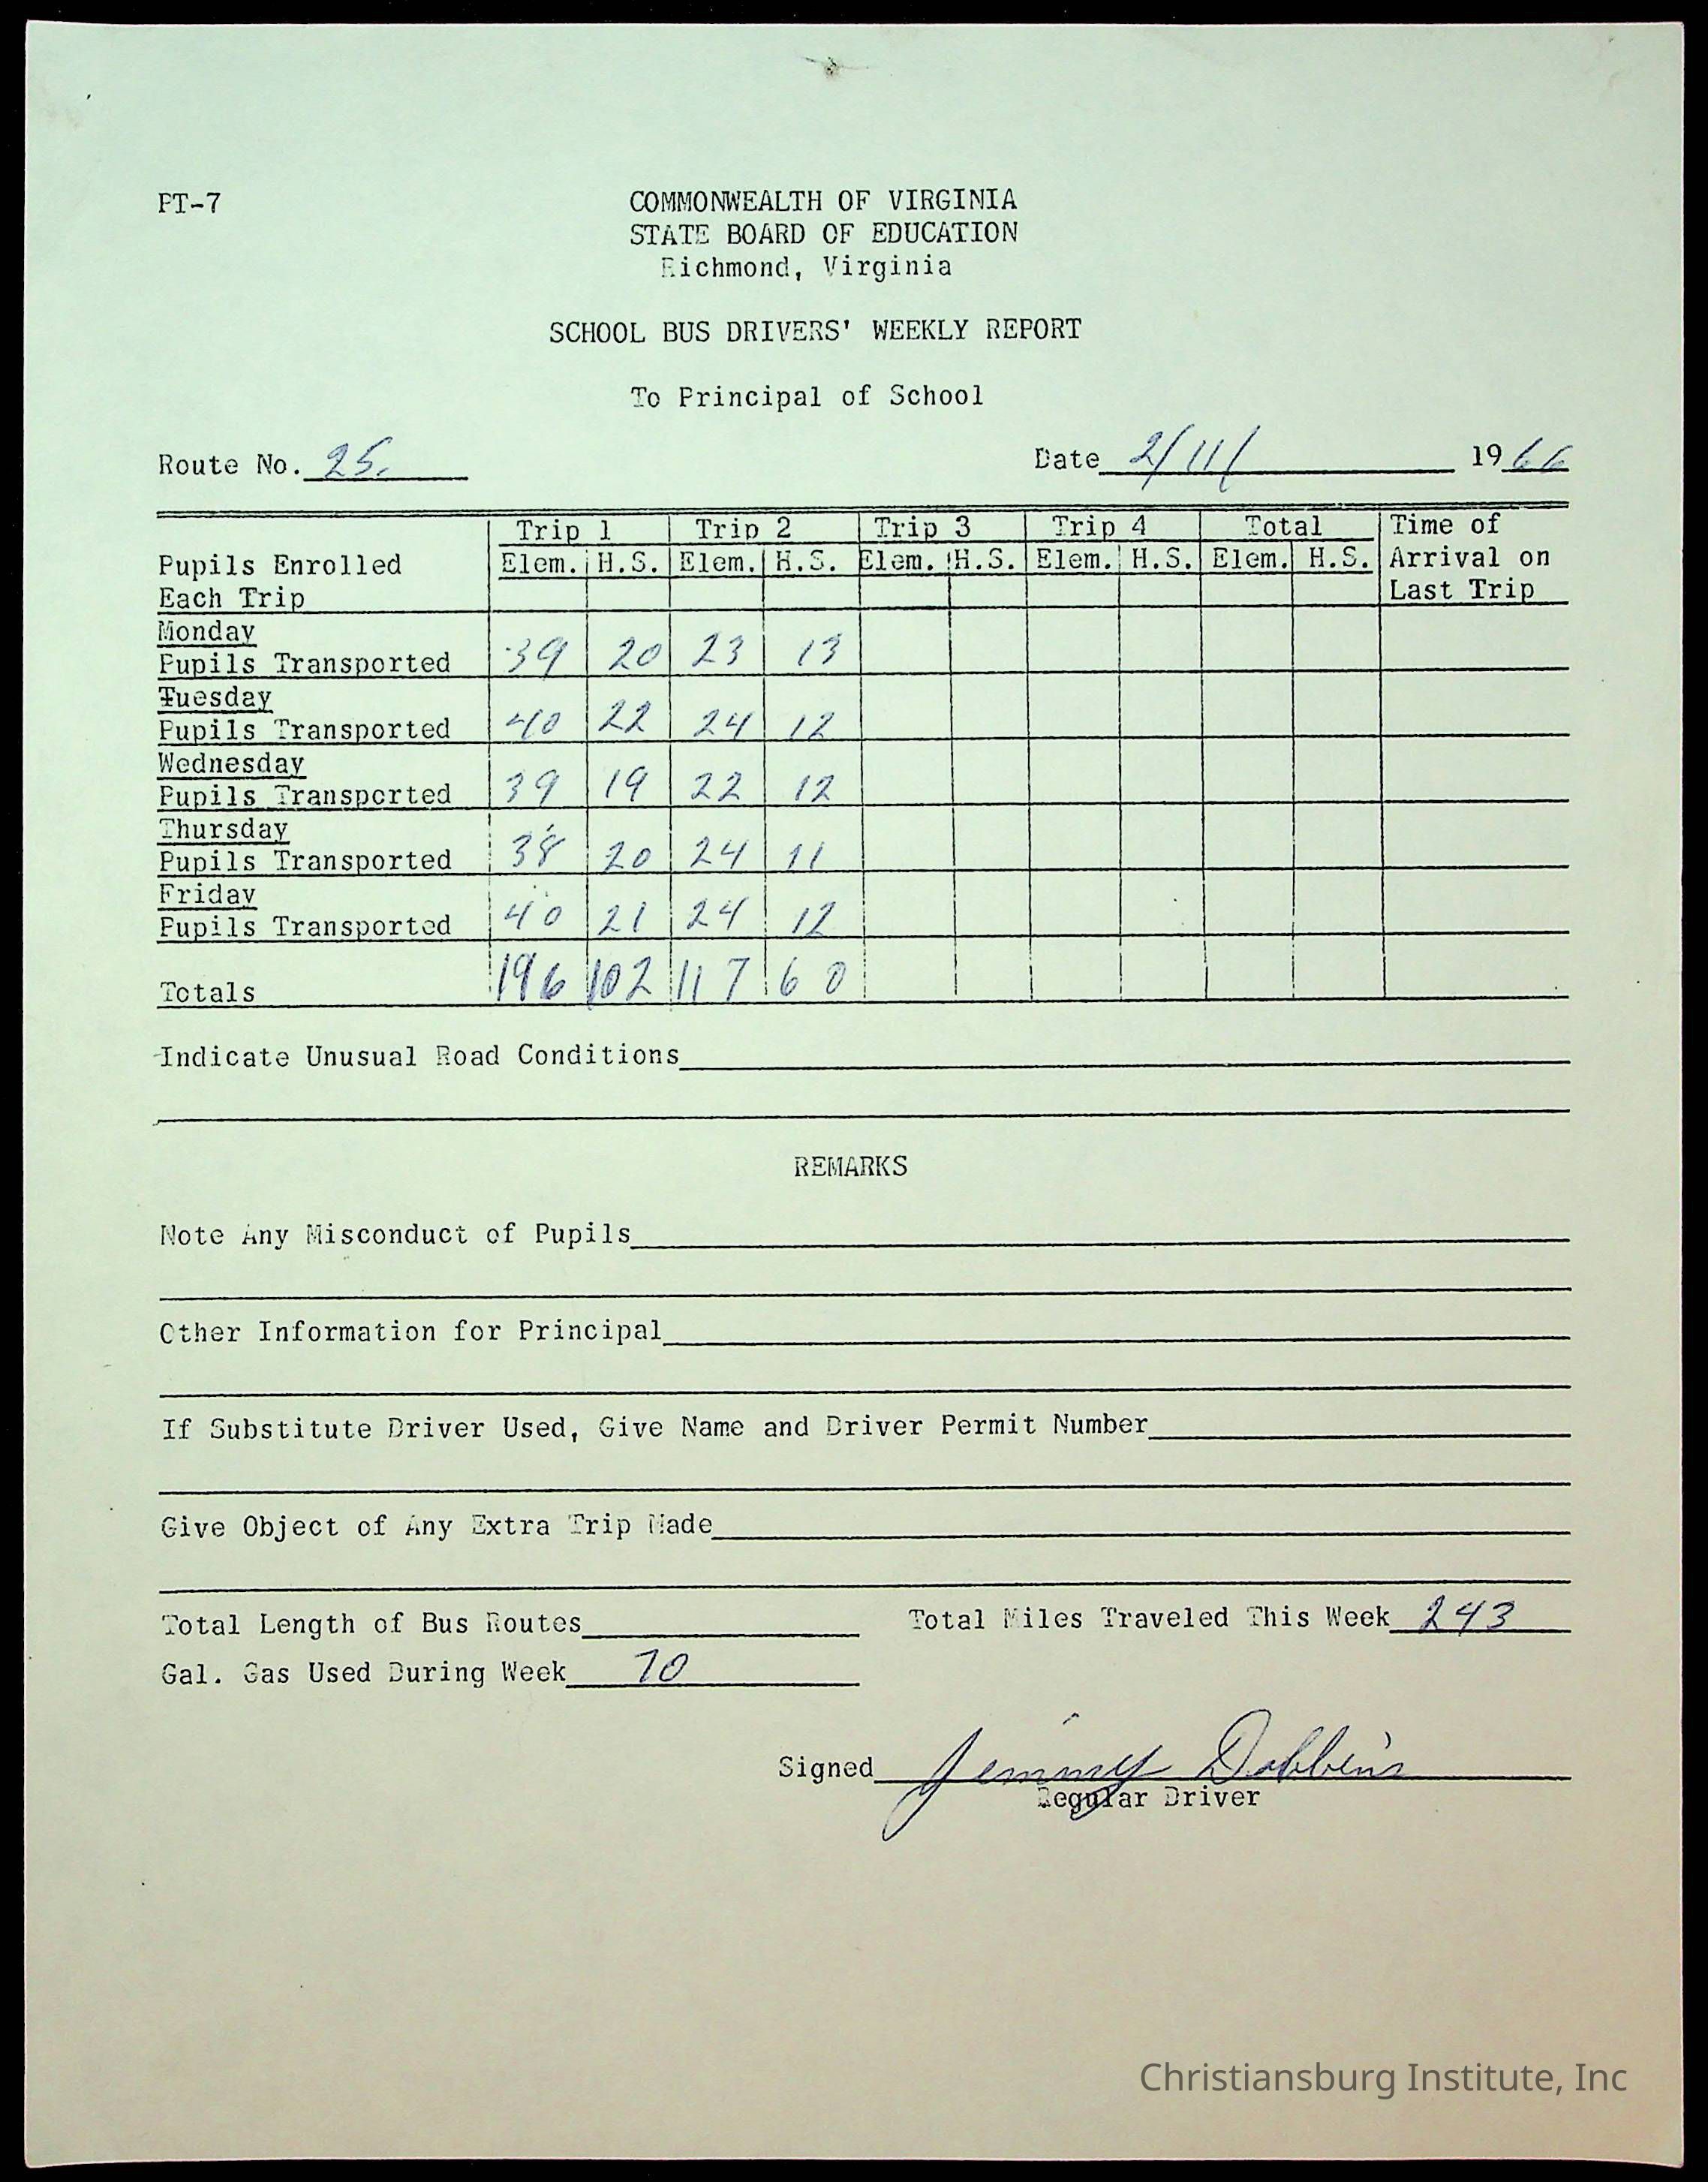 PT-7
COMMONWEALTH OF VIRGINIA
STATE BOARD OF EDUCATION
Richmond, Virginia
SCHOOL BUS DRIVERS' WEEKLY REPORT
To Principal of School
Route No. 25. Date 2/11/ 1966
Trip 1 Trip 2 Trip 3 Trip 4 Total Time of
Pupils Enrolled Elem. H.S. Elem. H.S. Elem. H.S. Elem. H.S. Elem. H.S. Arrival on
Each Trip Last Trip
Monday
Pupils Transported 39 20 23 13
Tuesday
Pupils Transported 40 22 24 12
Wednesday
Pupils Transported 39 19 22 12
Thursday
Pupils Transported 38 20 24 11
Friday
Pupils Transported 40 21 24 12
Totals 196 102 117 60
Indicate Unusual Road Conditions
REMARKS
Note Any Misconduct of Pupils
Other Information for Principal
If Substitute Driver Used, Give Name and Driver Permit Number
Give Object of Any Extra Trip Made
Total Length of Bus Routes Total Miles Traveled This Week 243
Gal. Gas Used During Week 70
Signed Jemmy Dobbins
Regular Driver
Christiansburg Institute, Inc